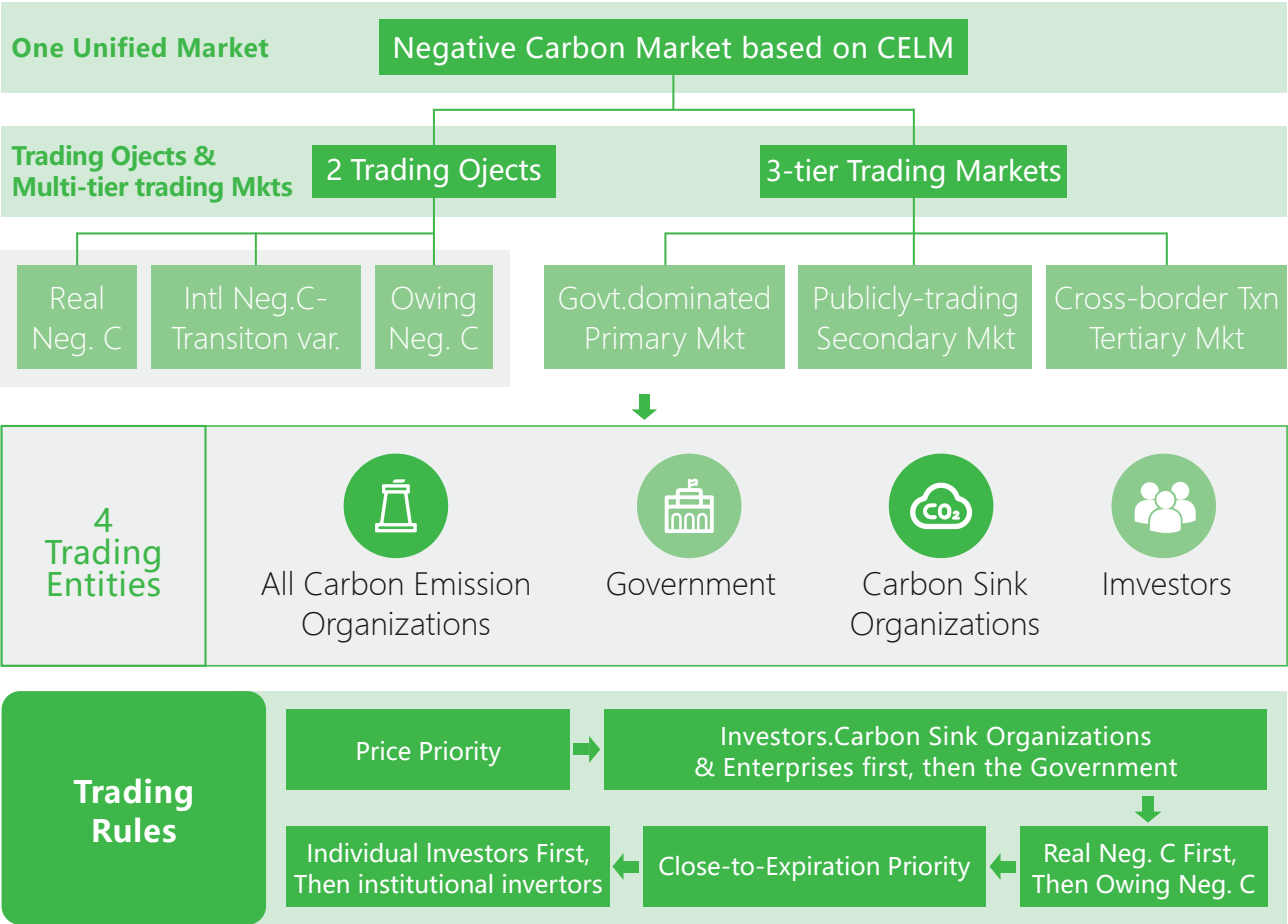 One Unified Market
Negative Carbon Market based on CELM
Trading Ojects &
Multi-tier trading Mkts
2 Trading Ojects
3-tier Trading Markets
Real
Neg. C
Intl Neg.C-
Transiton var.
Owing
Neg. C
Govt.dominated
Primary Mkt
Publicly-trading
Secondary Mkt
Cross-border Txn
Tertiary Mkt
4
Trading
Entities
All Carbon Emission
Organizations
Government
CO₂
Carbon Sink
Organizations
Imvestors
Trading
Rules
Price Priority
Investors.Carbon Sink Organizations
& Enterprises first, then the Government
Real Neg. C First,
Then Owing Neg. C
Close-to-Expiration Priority
Individual Investors First,
Then institutional invertors